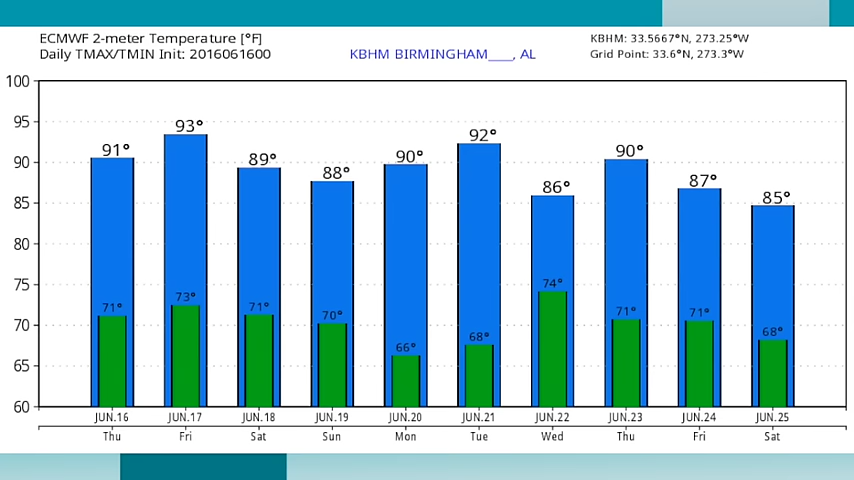 ECMWF 2-meter Temperature [°F]
Daily TMAX/TMIN Init: 2016061600
KBHM BIRMINGHAM___, AL
KBHM: 33.5667°N, 273.25°W
Grid Point: 33.6°N, 273.3°W
100
95
90
85
80
75
70
65
60
91° 93° 89° 88° 90° 92° 86° 90° 87° 85°
71° 73° 71° 70° 66° 68° 74° 71° 71° 68°
JUN.16 JUN.17 JUN.18 JUN.19 JUN.20 JUN.21 JUN.22 JUN.23 JUN.24 JUN.25
Thu Fri Sat Sun Mon Tue Wed Thu Fri Sat